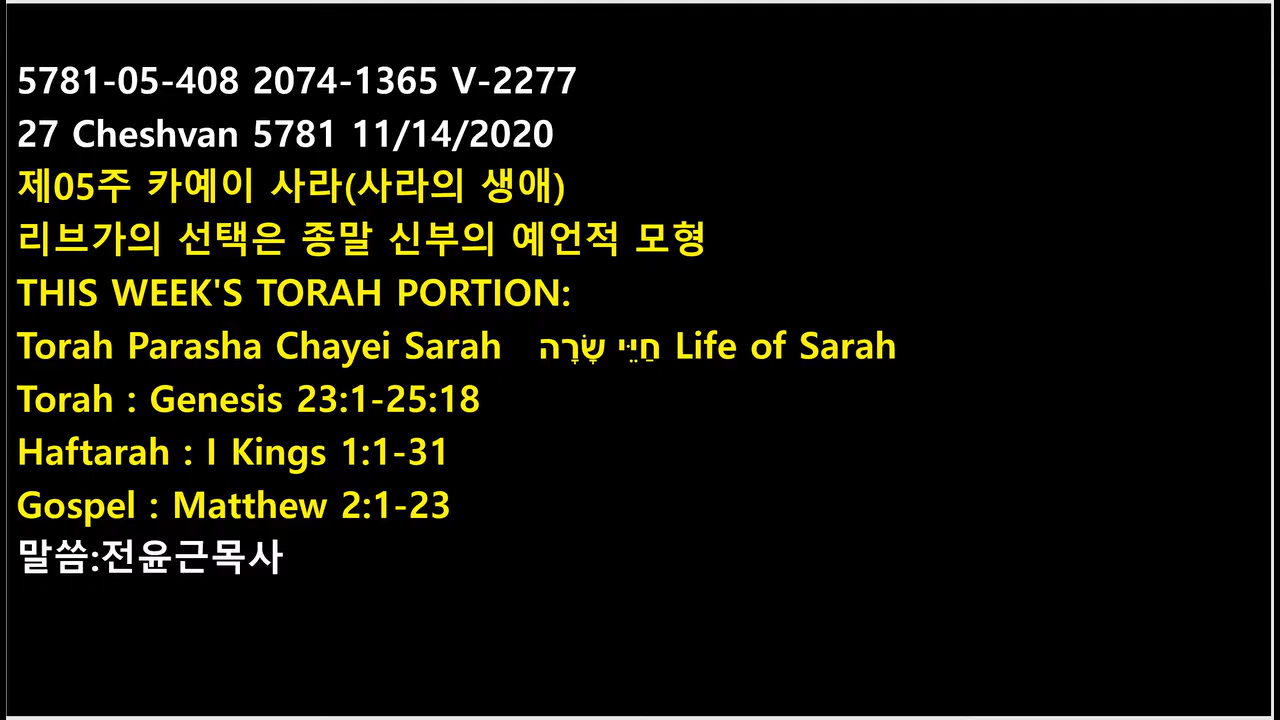 5781-05-408 2074-1365 V-2277
27 Cheshvan 5781 11/14/2020
제05주 카예이 사라(사라의 생애)
리브가의 선택은 종말 신부의 예언적 모형
THIS WEEK'S TORAH PORTION:
Torah Parasha Chayei Sarah חַיֵּי שָׂרָה Life of Sarah
Torah : Genesis 23:1-25:18
Haftarah : I Kings 1:1-31
Gospel : Matthew 2:1-23
말씀:전윤근목사